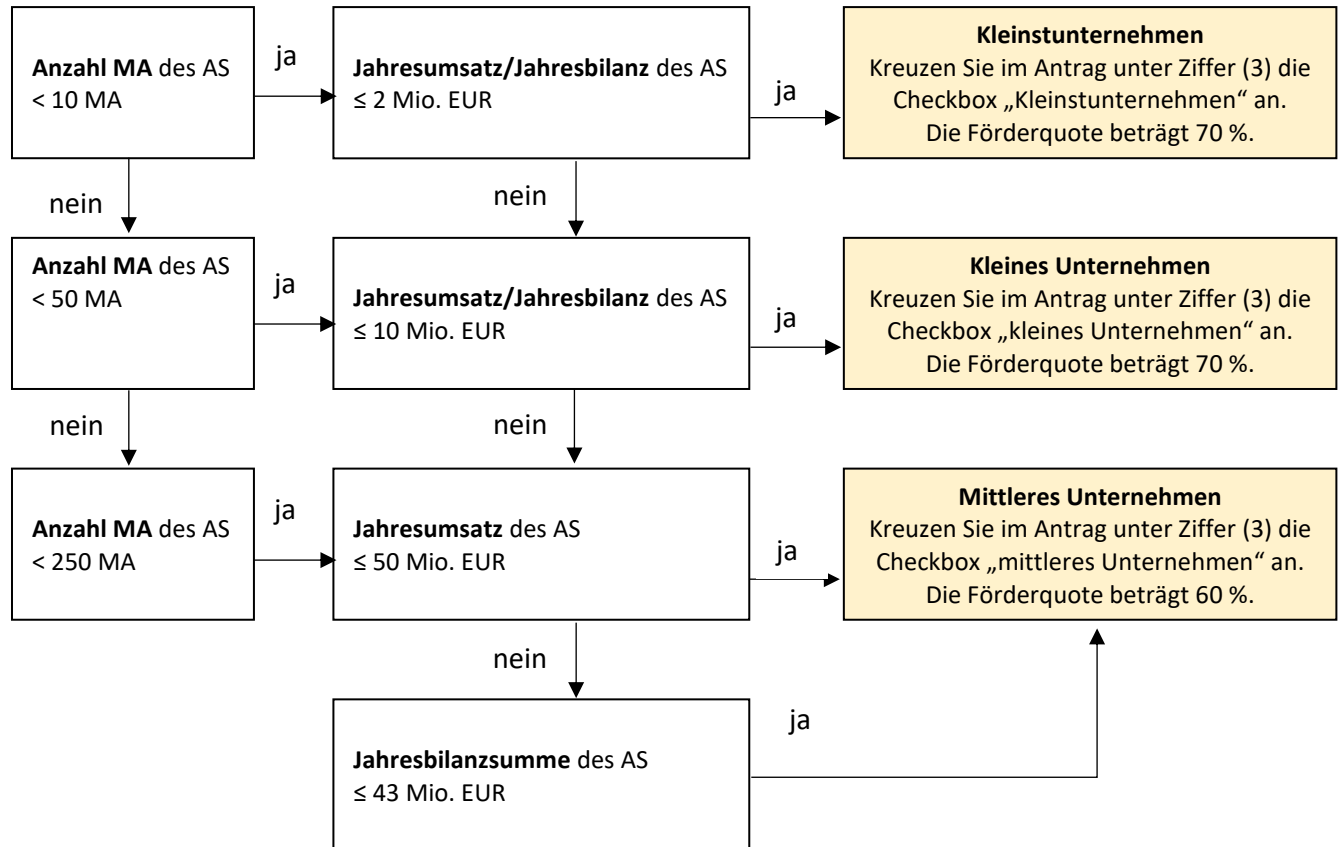 Anzahl MA des AS
< 10 MA
ja
Jahresumsatz/Jahresbilanz des AS
≤ 2 Mio. EUR
ja
Kleinstunternehmen
Kreuzen Sie im Antrag unter Ziffer (3) die
Checkbox „Kleinstunternehmen“ an.
Die Förderquote beträgt 70 %.
nein
nein
Anzahl MA des AS
< 50 MA
ja
Jahresumsatz/Jahresbilanz des AS
≤ 10 Mio. EUR
ja
Kleines Unternehmen
Kreuzen Sie im Antrag unter Ziffer (3) die
Checkbox „kleines Unternehmen“ an.
Die Förderquote beträgt 70 %.
nein
nein
Anzahl MA des AS
< 250 MA
ja
Jahresumsatz des AS
≤ 50 Mio. EUR
ja
Mittleres Unternehmen
Kreuzen Sie im Antrag unter Ziffer (3) die
Checkbox „mittleres Unternehmen“ an.
Die Förderquote beträgt 60 %.
nein
Jahresbilanzsumme des AS
≤ 43 Mio. EUR
ja